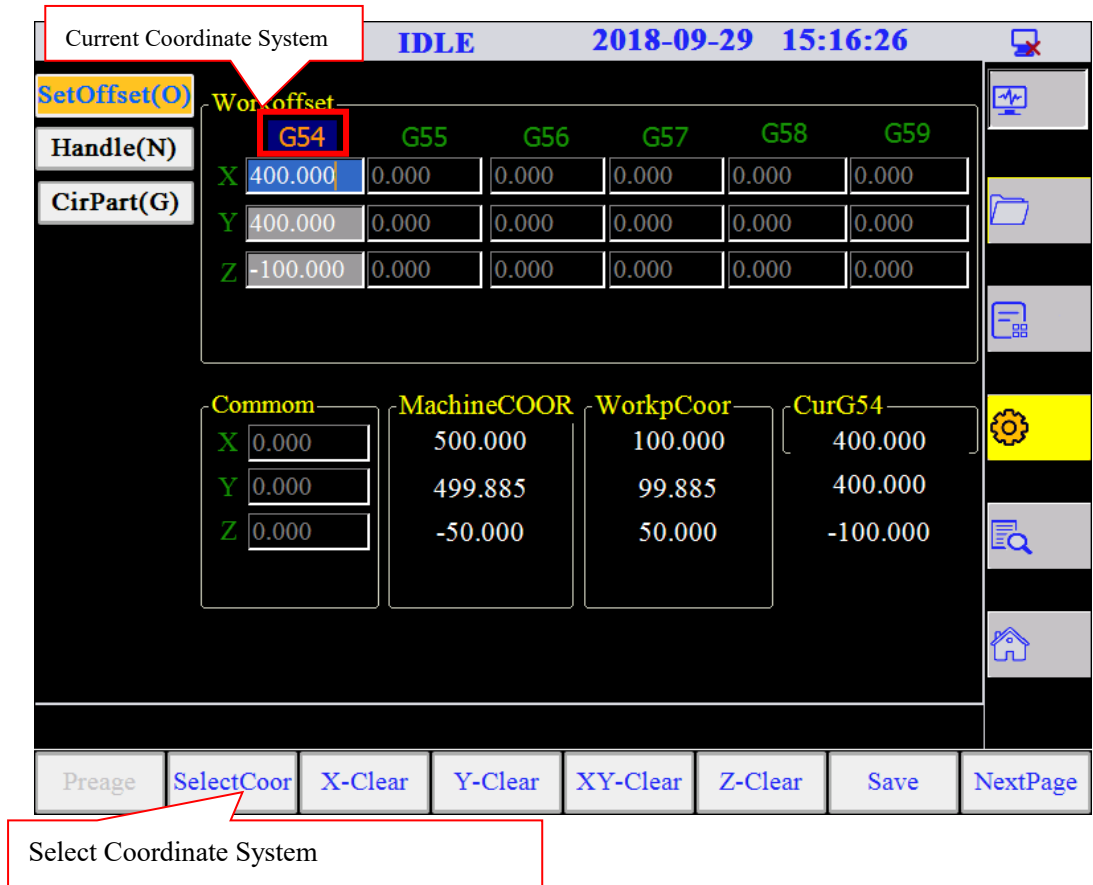 Current Coordinate System
IDLE 2018-09-29 15:16:26
SetOffset(O)
Handle(N)
CirPart(G)
Workoffset
G54 G55 G56 G57 G58 G59
X 400.000 0.000 0.000 0.000 0.000 0.000
Y 400.000 0.000 0.000 0.000 0.000 0.000
Z -100.000 0.000 0.000 0.000 0.000 0.000
Commom MachineCOOR WorkpCoor CurG54
X 0.000 500.000 100.000 400.000
Y 0.000 499.885 99.885 400.000
Z 0.000 -50.000 50.000 -100.000
Preage SelectCoor X-Clear Y-Clear XY-Clear Z-Clear Save NextPage
Select Coordinate System